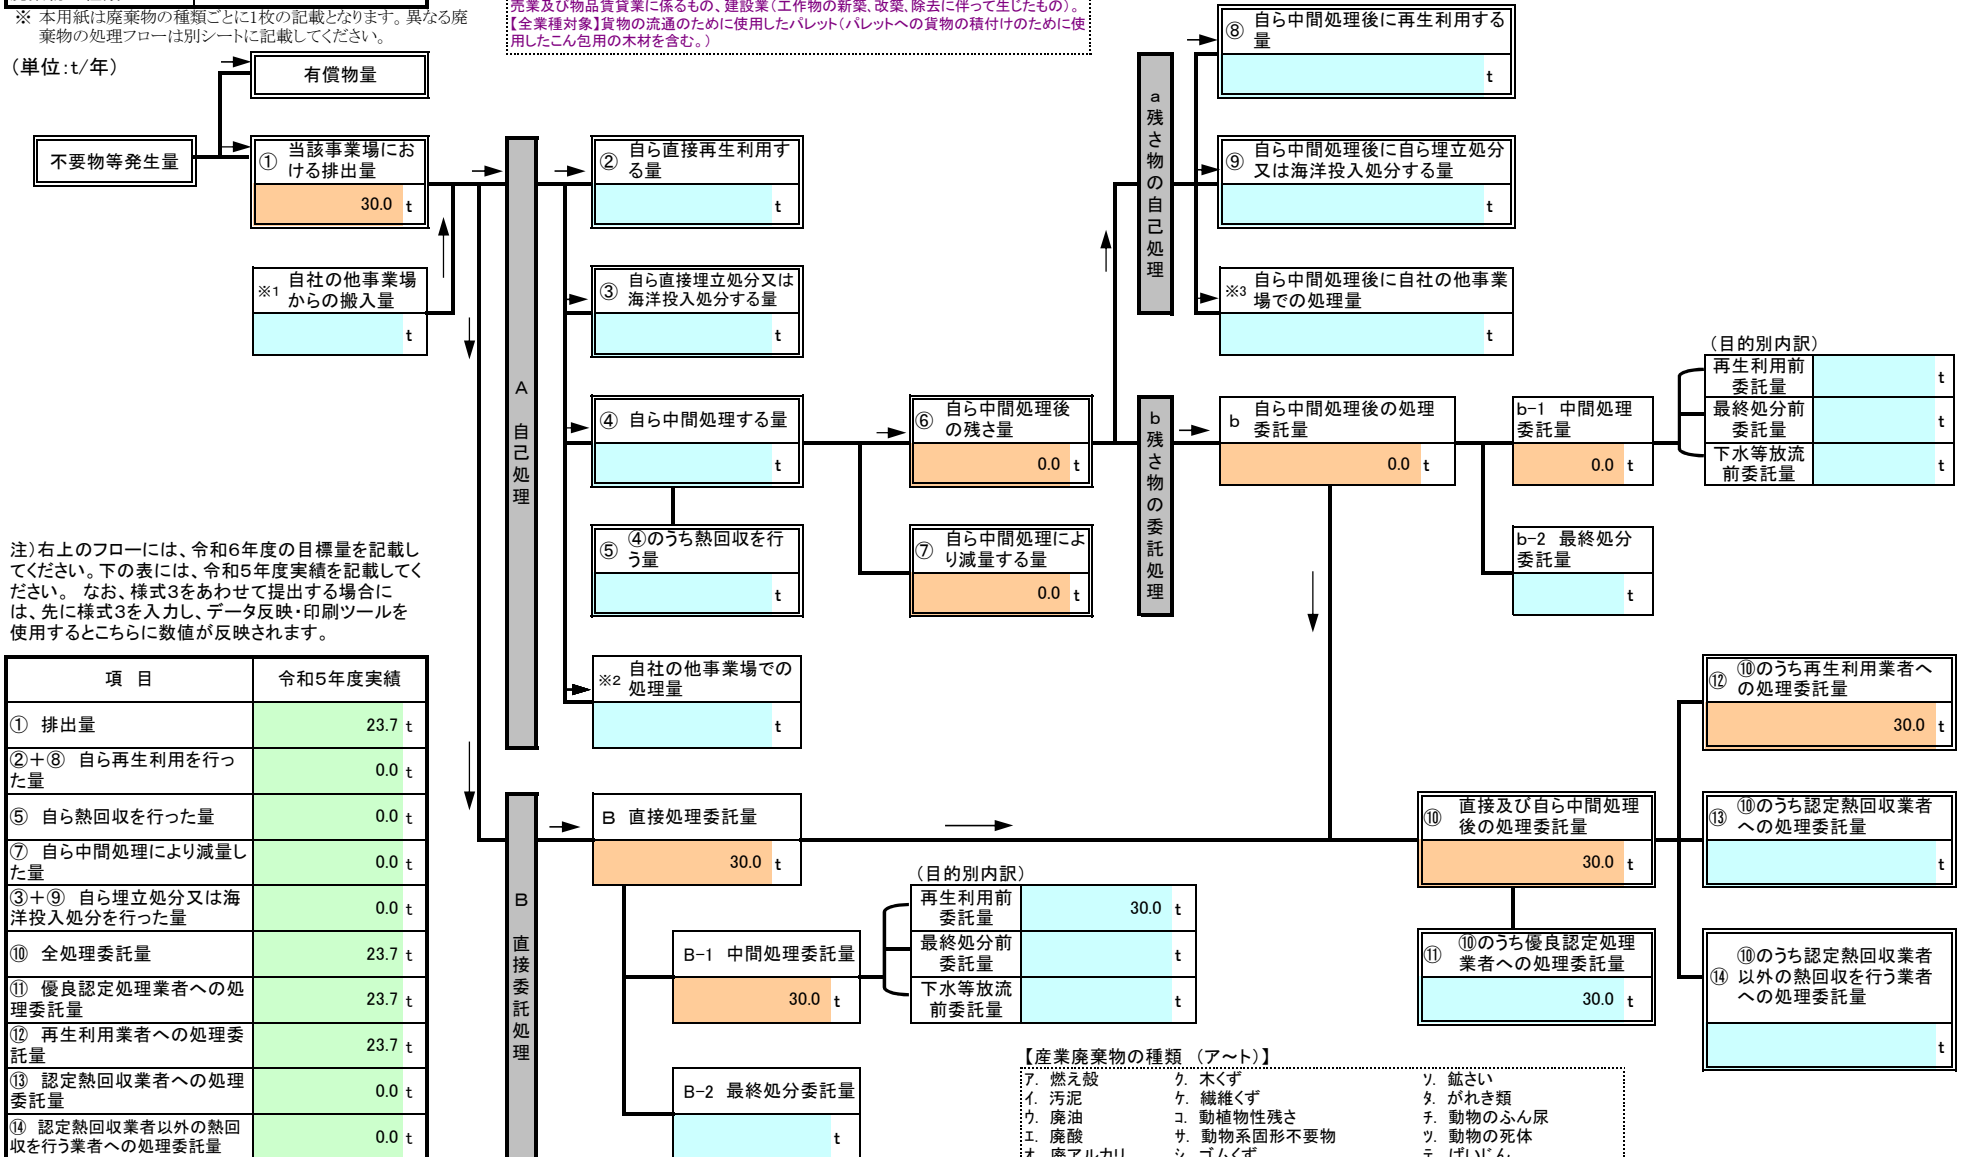 ※ 本用紙は廃棄物の種類ごとに1枚の記載となります。異なる廃
棄物の処理フローは別シートに記載してください。
(単位:t/年)
売業及び物品賃貸業に係るもの、建設業(工作物の新築、改築、除去に伴って生じたもの)。
【全業種対象】貨物の流通のために使用したパレット(パレットへの貨物の積付けのために使
用したこん包用の木材を含む。)
有償物量
不要物等発生量
① 当該事業場にお
ける排出量
30.0 t
※1 自社の他事業場
からの搬入量
t
A 自己処理
② 自ら直接再生利用す
る量
t
③ 自ら直接埋立処分又は
海洋投入処分する量
t
④ 自ら中間処理する量
t
⑤ ④のうち熱回収を行
う量
t
※2 自社の他事業場での
処理量
t
⑥ 自ら中間処理後
の残さ量
0.0 t
⑦ 自ら中間処理によ
り減量する量
0.0 t
a 残さ物の自己処理
⑧ 自ら中間処理後に再生利用する
量
t
⑨ 自ら中間処理後に自ら埋立処分
又は海洋投入処分する量
t
※3 自ら中間処理後に自社の他事業
場での処理量
t
b 残さ物の委託処理
b 自ら中間処理後の処理
委託量
0.0 t
b-1 中間処理
委託量
0.0 t
(目的別内訳)
再生利用前
委託量
t
最終処分前
委託量
t
下水等放流
前委託量
t
b-2 最終処分
委託量
t
注)右上のフローには、令和6年度の目標量を記載し
てください。下の表には、令和5年度実績を記載してく
ださい。 なお、様式3をあわせて提出する場合に
は、先に様式3を入力し、データ反映・印刷ツールを
使用するとこちらに数値が反映されます。
項 目 令和5年度実績
① 排出量 23.7 t
②+⑧ 自ら再生利用を行っ
た量 0.0 t
⑤ 自ら熱回収を行った量 0.0 t
⑦ 自ら中間処理により減量し
た量 0.0 t
③+⑨ 自ら埋立処分又は海
洋投入処分を行った量 0.0 t
⑩ 全処理委託量 23.7 t
⑪ 優良認定処理業者への処
理委託量 23.7 t
⑫ 再生利用業者への処理委
託量 23.7 t
⑬ 認定熱回収業者への処理
委託量 0.0 t
⑭ 認定熱回収業者以外の熱回
収を行う業者への処理委託量 0.0 t
B 直接委託処理
B 直接処理委託量
30.0 t
(目的別内訳)
再生利用前
委託量
30.0 t
最終処分前
委託量
t
下水等放流
前委託量
t
B-1 中間処理委託量
30.0 t
B-2 最終処分委託量
t
⑩ 直接及び自ら中間処理
後の処理委託量
30.0 t
⑪ ⑩のうち優良認定処理
業者への処理委託量
30.0 t
⑫ ⑩のうち再生利用業者へ
の処理委託量
30.0 t
⑬ ⑩のうち認定熱回収業者
への処理委託量
t
⑭ ⑩のうち認定熱回収業者
以外の熱回収を行う業者
への処理委託量
t
【産業廃棄物の種類 (ア~ト)】
ア. 燃え殻 ク. 木くず ソ. 鉱さい
イ. 汚泥 ケ. 繊維くず タ. がれき類
ウ. 廃油 コ. 動植物性残さ チ. 動物のふん尿
エ. 廃酸 サ. 動物系固形不要物 ツ. 動物の死体
オ. 廃アルカリ シ. ゴムくず テ. ばいじん